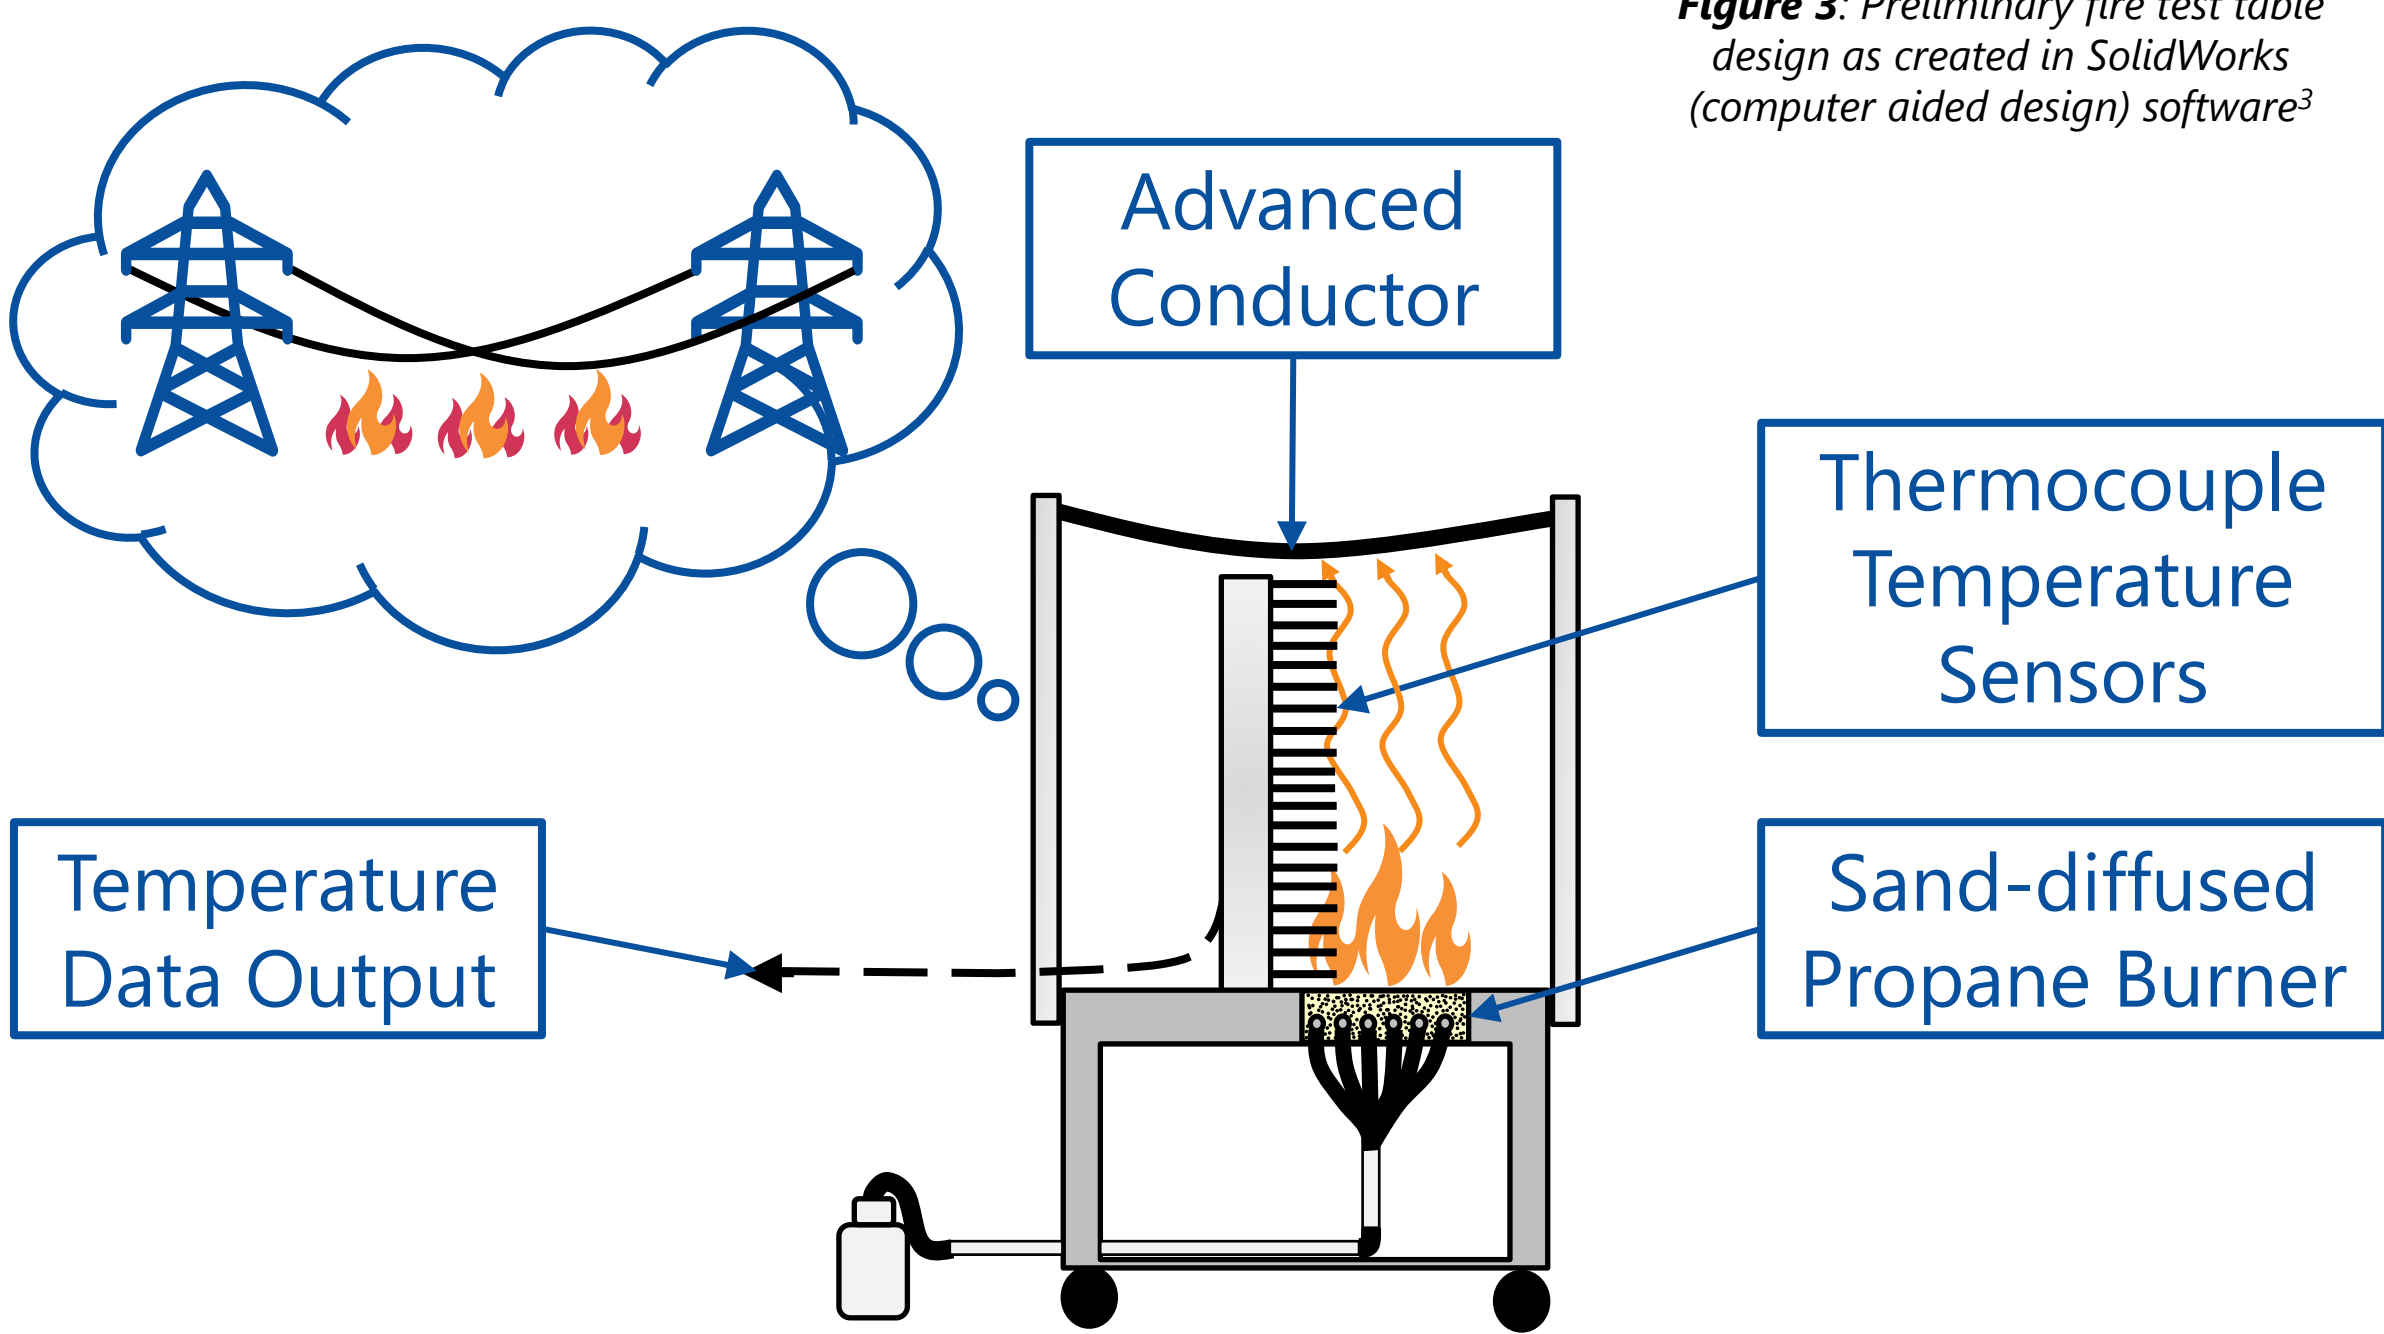 Figure 3: Preliminary fire test table
design as created in SolidWorks
(computer aided design) software³
Advanced
Conductor
Thermocouple
Temperature
Sensors
Temperature
Data Output
Sand-diffused
Propane Burner